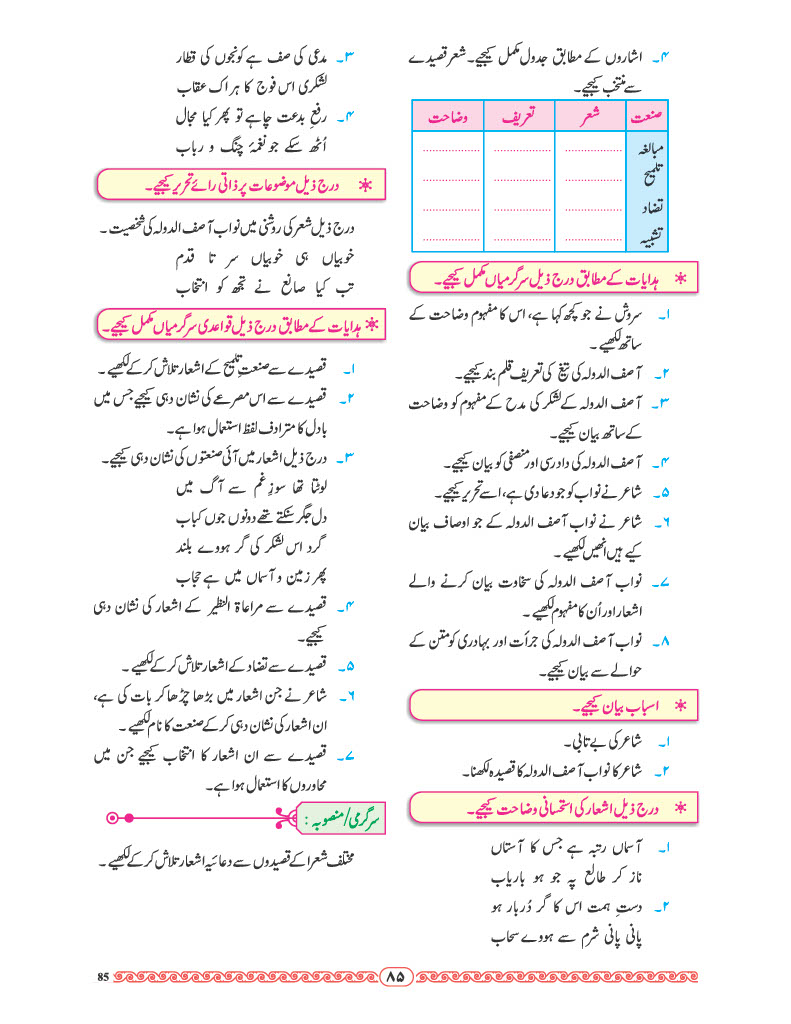 ۴۔ اشاروں کے مطابق جدول مکمل کیجیے۔ شعر قصیدے
سے منتخب کیجیے۔
صنعت شعر تعریف وضاحت
مبالغہ ................ ................ ................
تلمیح ................ ................ ................
تضاد ................ ................ ................
تشبیہ ................ ................ ................
* ہدایات کے مطابق درج ذیل سرگرمیاں مکمل کیجیے۔
۱۔ سروش نے جو کچھ کہا ہے، اس کا مفہوم وضاحت کے
ساتھ لکھیے۔
۲۔ آصف الدولہ کی تیغ کی تعریف قلم بند کیجیے۔
۳۔ آصف الدولہ کے لشکر کی مدح کے مفہوم کو وضاحت
کے ساتھ بیان کیجیے۔
۴۔ آصف الدولہ کی دادرسی اور منصفی کو بیان کیجیے۔
۵۔ شاعر نے نواب کو جو دعا دی ہے، اسے تحریر کیجیے۔
۶۔ شاعر نے نواب آصف الدولہ کے جو اوصاف بیان
کیے ہیں انھیں لکھیے۔
۷۔ نواب آصف الدولہ کی سخاوت بیان کرنے والے
اشعار اور اُن کا مفہوم لکھیے۔
۸۔ نواب آصف الدولہ کی جرأت اور بہادری کو متن کے
حوالے سے بیان کیجیے۔
* اسباب بیان کیجیے۔
۱۔ شاعر کی بے تابی۔
۲۔ شاعر کا نواب آصف الدولہ کا قصیدہ لکھنا۔
* درج ذیل اشعار کی استحسانی وضاحت کیجیے۔
۱۔ آسماں رتبہ ہے جس کا آستاں
ناز کر طالع پہ جو ہو باریاب
۲۔ دستِ ہمت اس کا گر دُربار ہو
پانی پانی شرم سے ہووے سحاب
۳۔ مدعی کی صف ہے کونجوں کی قطار
لشکری اس فوج کا ہر اک عقاب
۴۔ رفعِ بدعت چاہے تو پھر کیا مجال
اُٹھ سکے جو نغمۂ چنگ و رباب
* درج ذیل موضوعات پر ذاتی رائے تحریر کیجیے۔
درج ذیل شعر کی روشنی میں نواب آصف الدولہ کی شخصیت۔
خوبیاں ہی خوبیاں سر تا قدم
تب کیا صانع نے تجھ کو انتخاب
* ہدایات کے مطابق درج ذیل قواعدی سرگرمیاں مکمل کیجیے۔
۱۔ قصیدے سے صنعتِ تلمیح کے اشعار تلاش کرکے لکھیے۔
۲۔ قصیدے سے اس مصرعے کی نشان دہی کیجیے جس میں
بادل کا مترادف لفظ استعمال ہوا ہے۔
۳۔ درج ذیل اشعار میں آئی صنعتوں کی نشان دہی کیجیے۔
لوٹتا تھا سوزِ غم سے آگ میں
دل جگر سنکتے تھے دونوں جوں کباب
گرد اس لشکر کی گر ہووے بلند
پھر زمین و آسماں میں ہے حجاب
۴۔ قصیدے سے مراعاۃ النظیر کے اشعار کی نشان دہی
کیجیے۔
۵۔ قصیدے سے تضاد کے اشعار تلاش کرکے لکھیے۔
۶۔ شاعر نے جن اشعار میں بڑھا چڑھا کر بات کی ہے،
ان اشعار کی نشان دہی کرکے صنعت کا نام لکھیے۔
۷۔ قصیدے سے ان اشعار کا انتخاب کیجیے جن میں
محاوروں کا استعمال ہوا ہے۔
سرگرمی/منصوبہ :
مختلف شعرا کے قصیدوں سے دعائیہ اشعار تلاش کرکے لکھیے۔
۸۵
85